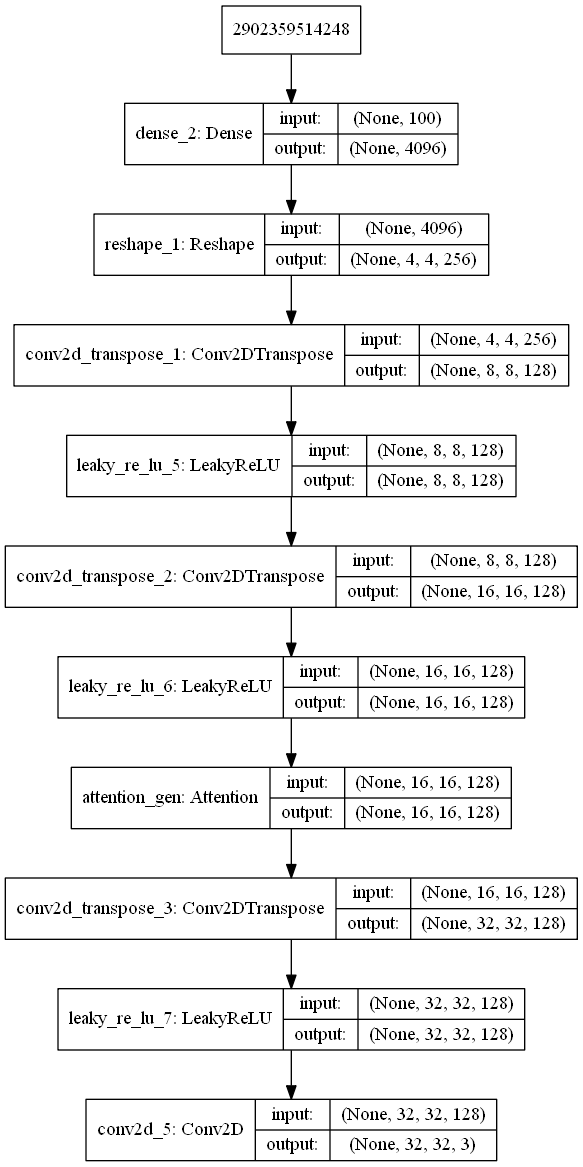 2902359514248
dense_2: Dense
input: (None, 100)
output: (None, 4096)
reshape_1: Reshape
input: (None, 4096)
output: (None, 4, 4, 256)
conv2d_transpose_1: Conv2DTranspose
input: (None, 4, 4, 256)
output: (None, 8, 8, 128)
leaky_re_lu_5: LeakyReLU
input: (None, 8, 8, 128)
output: (None, 8, 8, 128)
conv2d_transpose_2: Conv2DTranspose
input: (None, 8, 8, 128)
output: (None, 16, 16, 128)
leaky_re_lu_6: LeakyReLU
input: (None, 16, 16, 128)
output: (None, 16, 16, 128)
attention_gen: Attention
input: (None, 16, 16, 128)
output: (None, 16, 16, 128)
conv2d_transpose_3: Conv2DTranspose
input: (None, 16, 16, 128)
output: (None, 32, 32, 128)
leaky_re_lu_7: LeakyReLU
input: (None, 32, 32, 128)
output: (None, 32, 32, 128)
conv2d_5: Conv2D
input: (None, 32, 32, 128)
output: (None, 32, 32, 3)